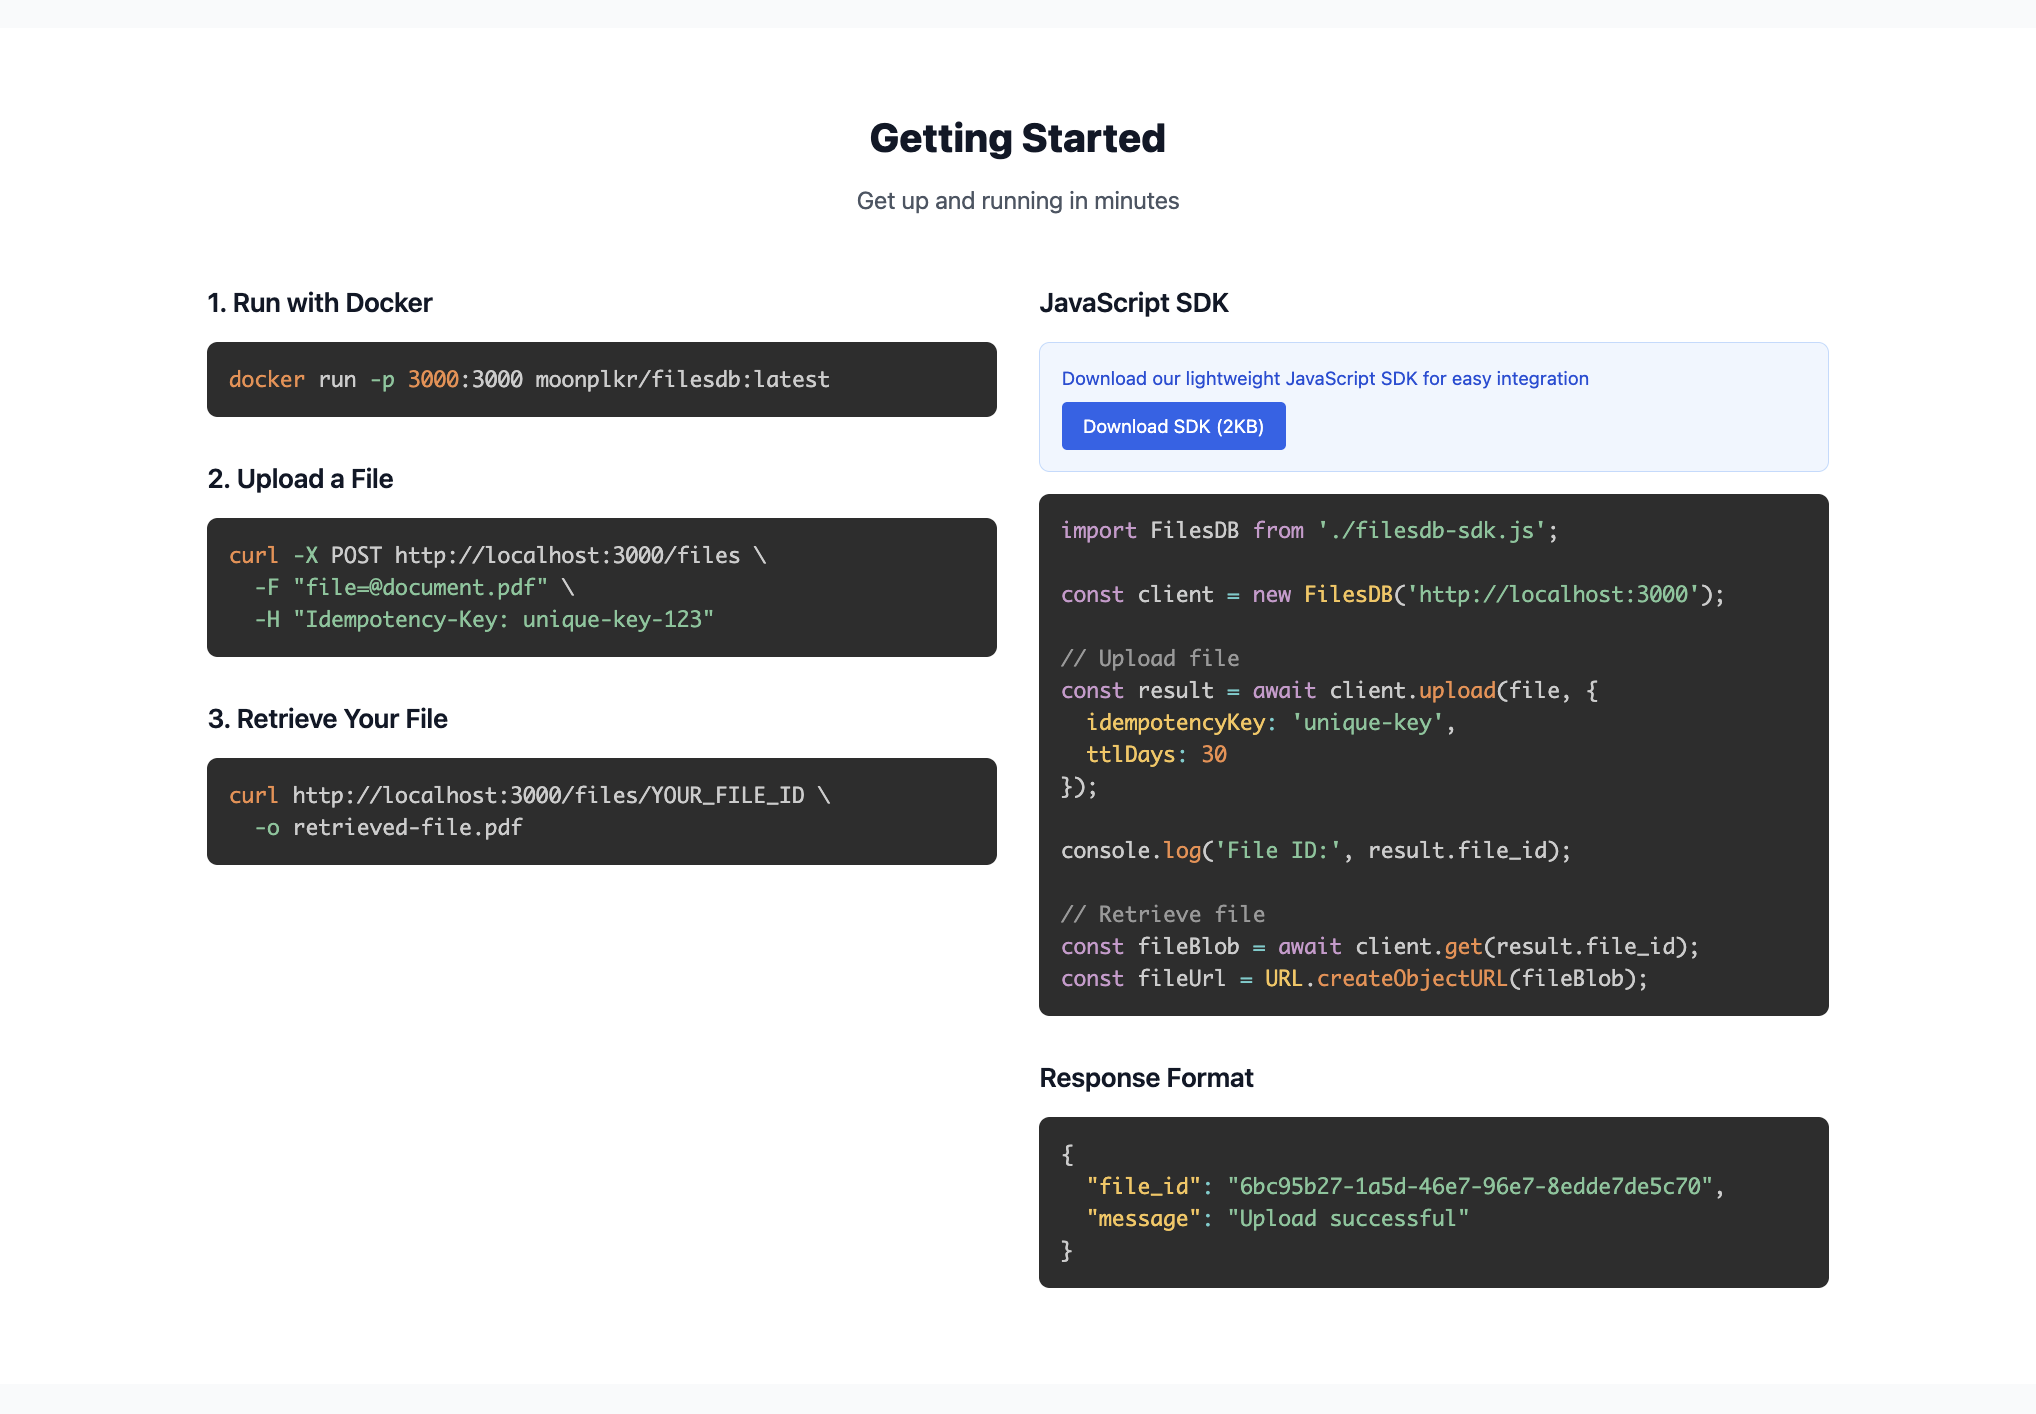 Getting Started
Get up and running in minutes
1. Run with Docker
docker run -p 3000:3000 moonplkr/filesdb:latest
2. Upload a File
curl -X POST http://localhost:3000/files \
  -F "file=@document.pdf" \
  -H "Idempotency-Key: unique-key-123"
3. Retrieve Your File
curl http://localhost:3000/files/YOUR_FILE_ID \
  -o retrieved-file.pdf
JavaScript SDK
Download our lightweight JavaScript SDK for easy integration
Download SDK (2KB)
import FilesDB from './filesdb-sdk.js';
const client = new FilesDB('http://localhost:3000');
// Upload file
const result = await client.upload(file, {
  idempotencyKey: 'unique-key',
  ttlDays: 30
});
console.log('File ID:', result.file_id);
// Retrieve file
const fileBlob = await client.get(result.file_id);
const fileUrl = URL.createObjectURL(fileBlob);
Response Format
{
  "file_id": "6bc95b27-1a5d-46e7-96e7-8edde7de5c70",
  "message": "Upload successful"
}